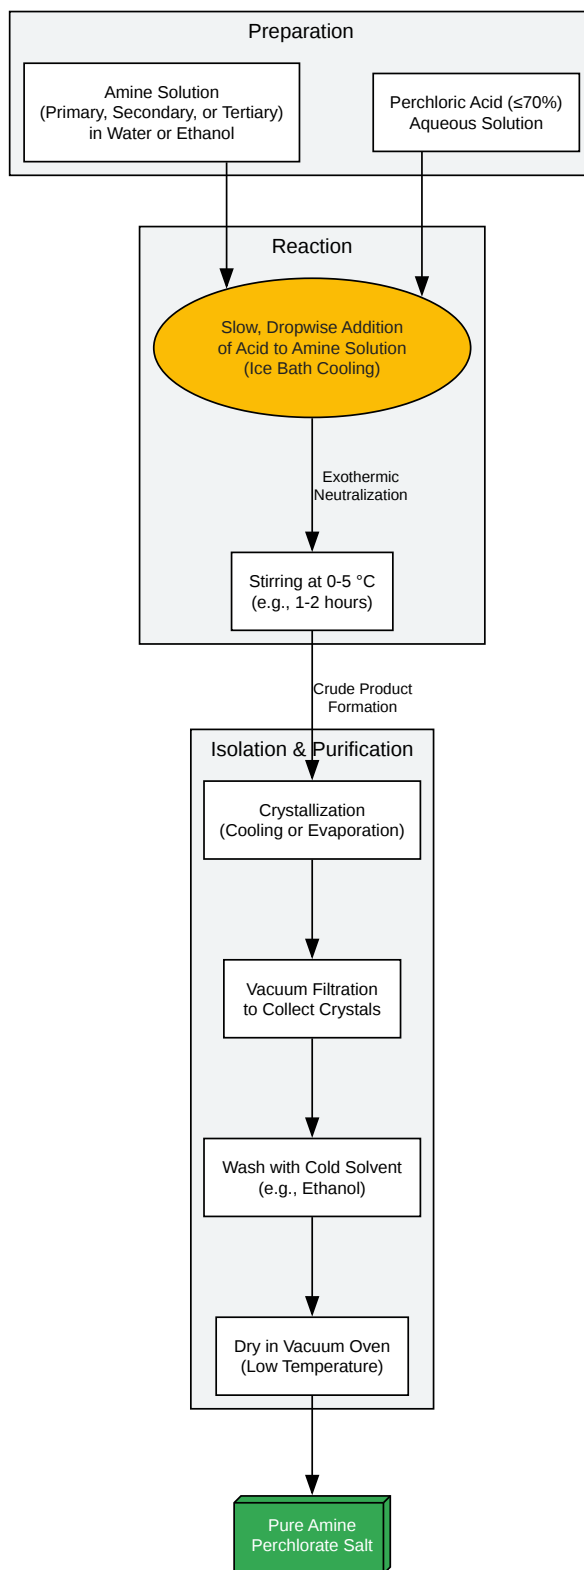 Preparation
Amine Solution
(Primary, Secondary, or Tertiary)
in Water or Ethanol
Perchloric Acid (≤70%)
Aqueous Solution
Reaction
Slow, Dropwise Addition
of Acid to Amine Solution
(Ice Bath Cooling)
Exothermic
Neutralization
Stirring at 0-5 °C
(e.g., 1-2 hours)
Crude Product
Formation
Isolation & Purification
Crystallization
(Cooling or Evaporation)
Vacuum Filtration
to Collect Crystals
Wash with Cold Solvent
(e.g., Ethanol)
Dry in Vacuum Oven
(Low Temperature)
Pure Amine
Perchlorate Salt